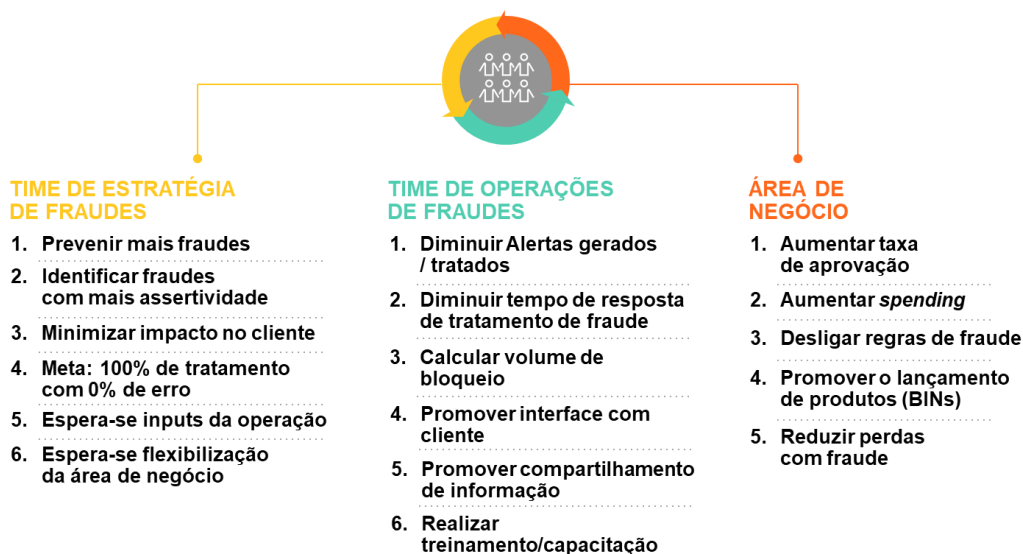 TIME DE ESTRATÉGIA
DE FRAUDES
1. Prevenir mais fraudes
2. Identificar fraudes
com mais assertividade
3. Minimizar impacto no cliente
4. Meta: 100% de tratamento
com 0% de erro
5. Espera-se inputs da operação
6. Espera-se flexibilização
da área de negócio
TIME DE OPERAÇÕES
DE FRAUDES
1. Diminuir Alertas gerados
/ tratados
2. Diminuir tempo de resposta
de tratamento de fraude
3. Calcular volume de
bloqueio
4. Promover interface com
cliente
5. Promover compartilhamento
de informação
6. Realizar
treinamento/capacitação
ÁREA DE
NEGÓCIO
1. Aumentar taxa
de aprovação
2. Aumentar spending
3. Desligar regras de fraude
4. Promover o lançamento
de produtos (BINs)
5. Reduzir perdas
com fraude